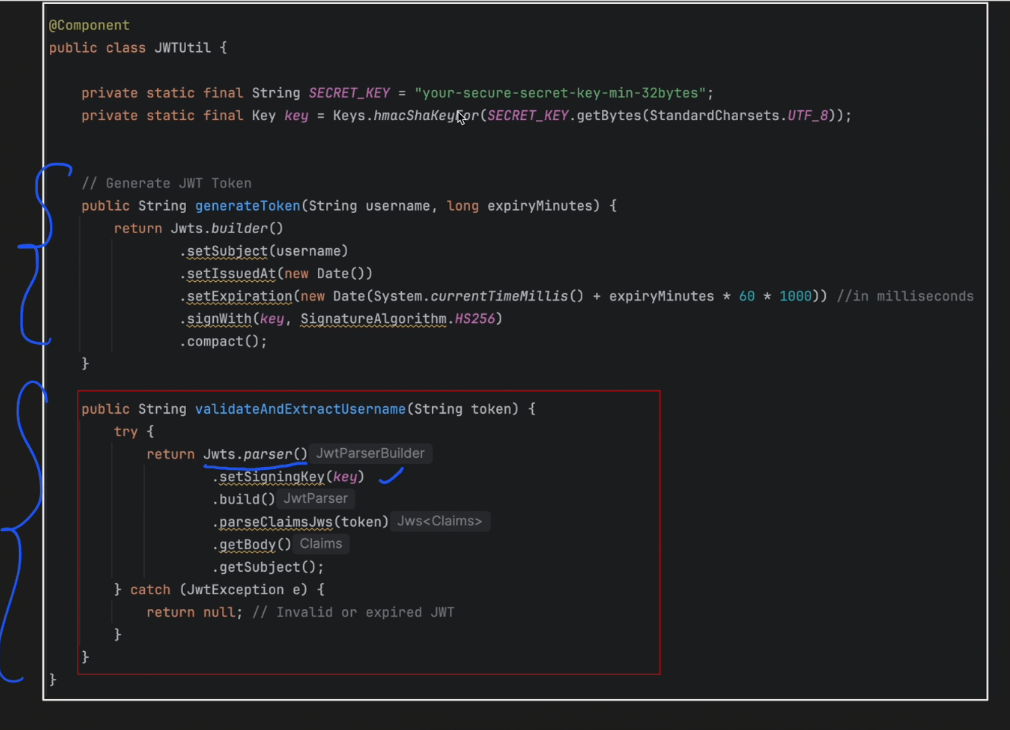 @Component
public class JWTUtil {
private static final String SECRET_KEY = "your-secure-secret-key-min-32bytes";
private static final Key key = Keys.hmacShaKeyFor(SECRET_KEY.getBytes(StandardCharsets.UTF_8));
// Generate JWT Token
public String generateToken(String username, long expiryMinutes) {
return Jwts.builder()
.setSubject(username)
.setIssuedAt(new Date())
.setExpiration(new Date(System.currentTimeMillis() + expiryMinutes * 60 * 1000)) //in milliseconds
.signWith(key, SignatureAlgorithm.HS256)
.compact();
}
public String validateAndExtractUsername(String token) {
try {
return Jwts.parser() JwtParserBuilder
.setSigningKey(key)
.build() JwtParser
.parseClaimsJws(token) Jws<Claims>
.getBody() Claims
.getSubject();
} catch (JwtException e) {
return null; // Invalid or expired JWT
}
}
}